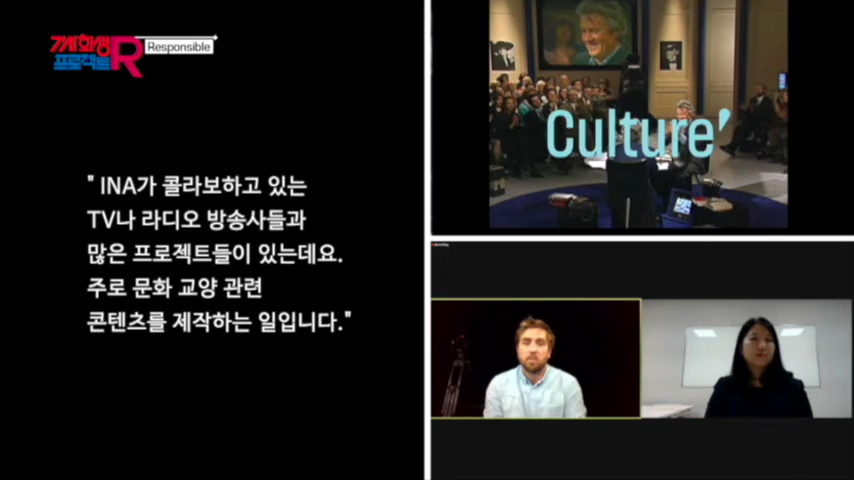 기사회생
프로젝트 R
Responsible
" INA가 콜라보하고 있는
TV나 라디오 방송사들과
많은 프로젝트들이 있는데요.
주로 문화 교양 관련
콘텐츠를 제작하는 일입니다."
Culture'